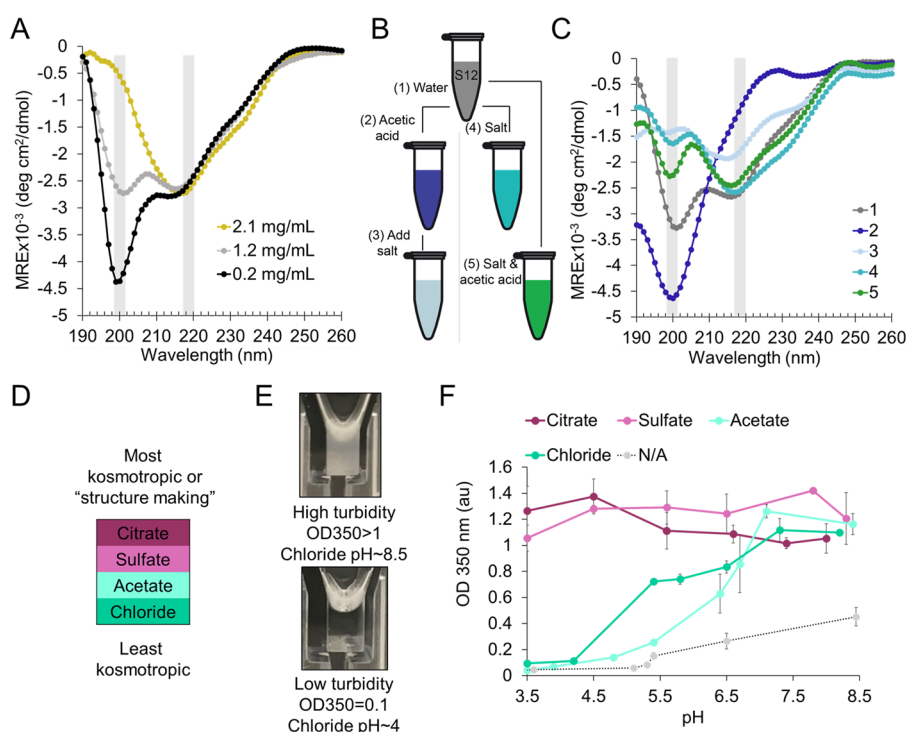 A
0
-0.5
-1
-1.5
-2
-2.5
-3
-3.5
-4
-4.5
-5
MREx10-3 (deg cm2/dmol)
2.1 mg/mL
1.2 mg/mL
0.2 mg/mL
190 200 210 220 230 240 250 260
Wavelength (nm)
B
S12
(1) Water
(2) Acetic
acid
(4) Salt
(3) Add
salt
(5) Salt &
acetic acid
C
0
-0.5
-1
-1.5
-2
-2.5
-3
-3.5
-4
-4.5
-5
MREx10-3 (deg cm2/dmol)
1
2
3
4
5
190 200 210 220 230 240 250 260
Wavelength (nm)
D
Most
kosmotropic or
“structure making”
Citrate
Sulfate
Acetate
Chloride
Least
kosmotropic
E
High turbidity
OD350>1
Chloride pH~8.5
Low turbidity
OD350=0.1
Chloride pH~4
F
Citrate Sulfate Acetate
Chloride N/A
1.6
1.4
1.2
1
0.8
0.6
0.4
0.2
0
OD 350 nm (au)
3.5 4.5 5.5 6.5 7.5 8.5
pH